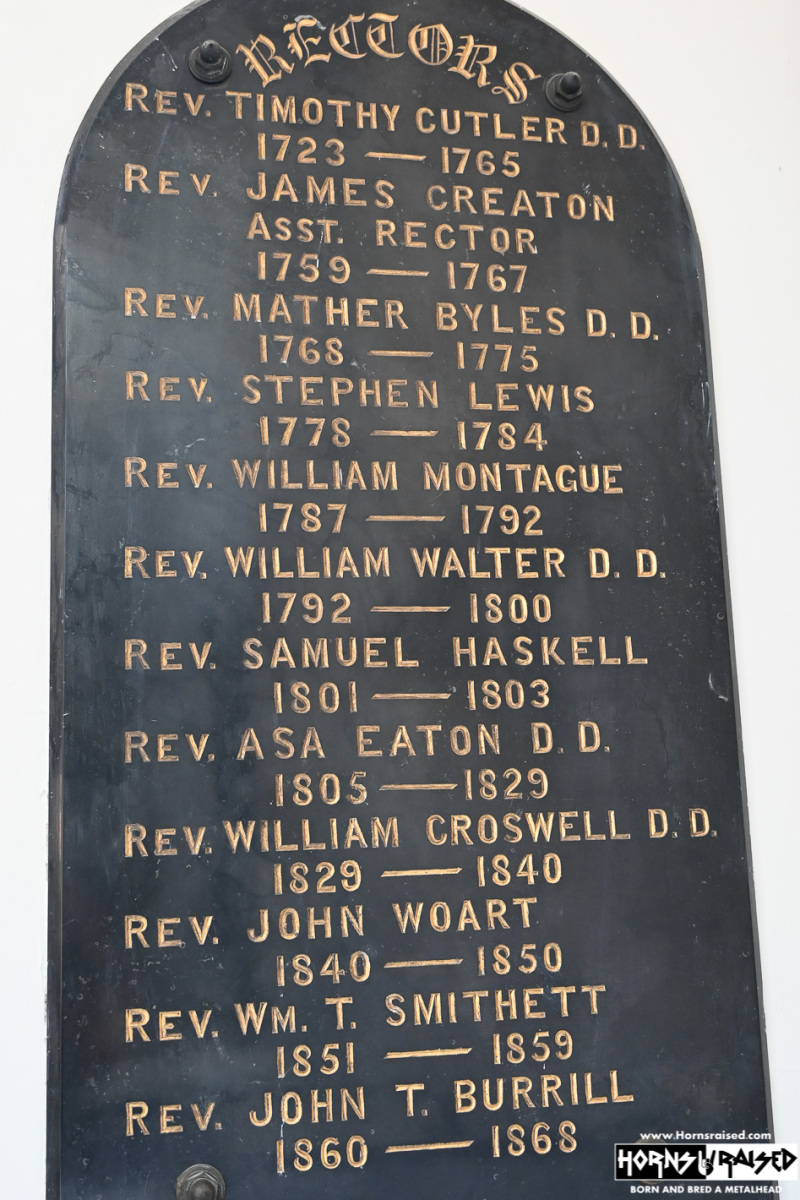 RECTORS
REV. TIMOTHY CUTLER D. D.
1723 — 1765
REV. JAMES CREATON
ASST. RECTOR
1759 — 1767
REV. MATHER BYLES D. D.
1768 — 1775
REV. STEPHEN LEWIS
1778 — 1784
REV. WILLIAM MONTAGUE
1787 — 1792
REV. WILLIAM WALTER D. D.
1792 — 1800
REV. SAMUEL HASKELL
1801 — 1803
REV. ASA EATON D. D.
1805 — 1829
REV. WILLIAM CROSWELL D. D.
1829 — 1840
REV. JOHN WOART
1840 — 1850
REV. WM. T. SMITHETT
1851 — 1859
REV. JOHN T. BURRILL
1860 — 1868
www.Hornsraised.com
HORNS RAISED
BORN AND BRED A METALHEAD